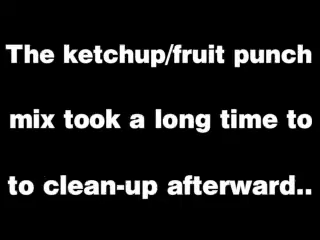 The ketchup/fruit punch
mix took a long time to
to clean-up afterward..